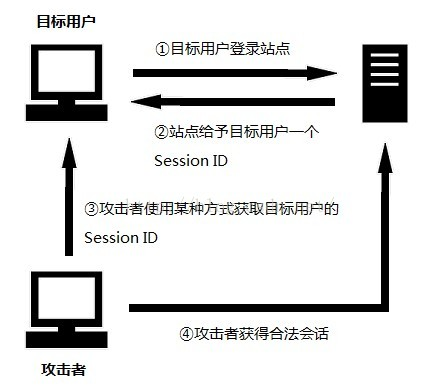 目标用户
①目标用户登录站点
②站点给予目标用户一个
Session ID
③攻击者使用某种方式获取目标用户的
Session ID
④攻击者获得合法会话
攻击者